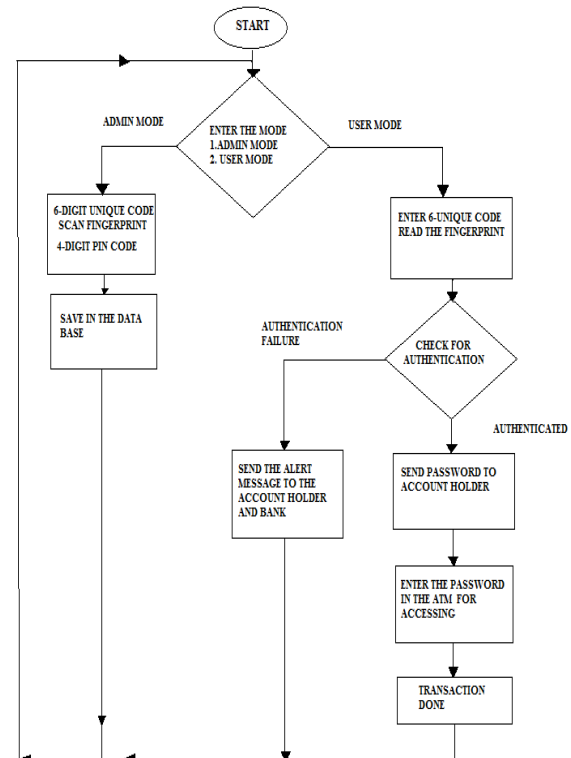 START
ADMIN MODE
USER MODE
ENTER THE MODE
1.ADMIN MODE
2. USER MODE
6-DIGIT UNIQUE CODE
SCAN FINGERPRINT
4-DIGIT PIN CODE
ENTER 6-UNIQUE CODE
READ THE FINGERPRINT
SAVE IN THE DATA
BASE
AUTHENTICATION
FAILURE
CHECK FOR
AUTHENTICATION
AUTHENTICATED
SEND THE ALERT
MESSAGE TO THE
ACCOUNT HOLDER
AND BANK
SEND PASSWORD TO
ACCOUNT HOLDER
ENTER THE PASSWORD
IN THE ATM FOR
ACCESSING
TRANSACTION
DONE